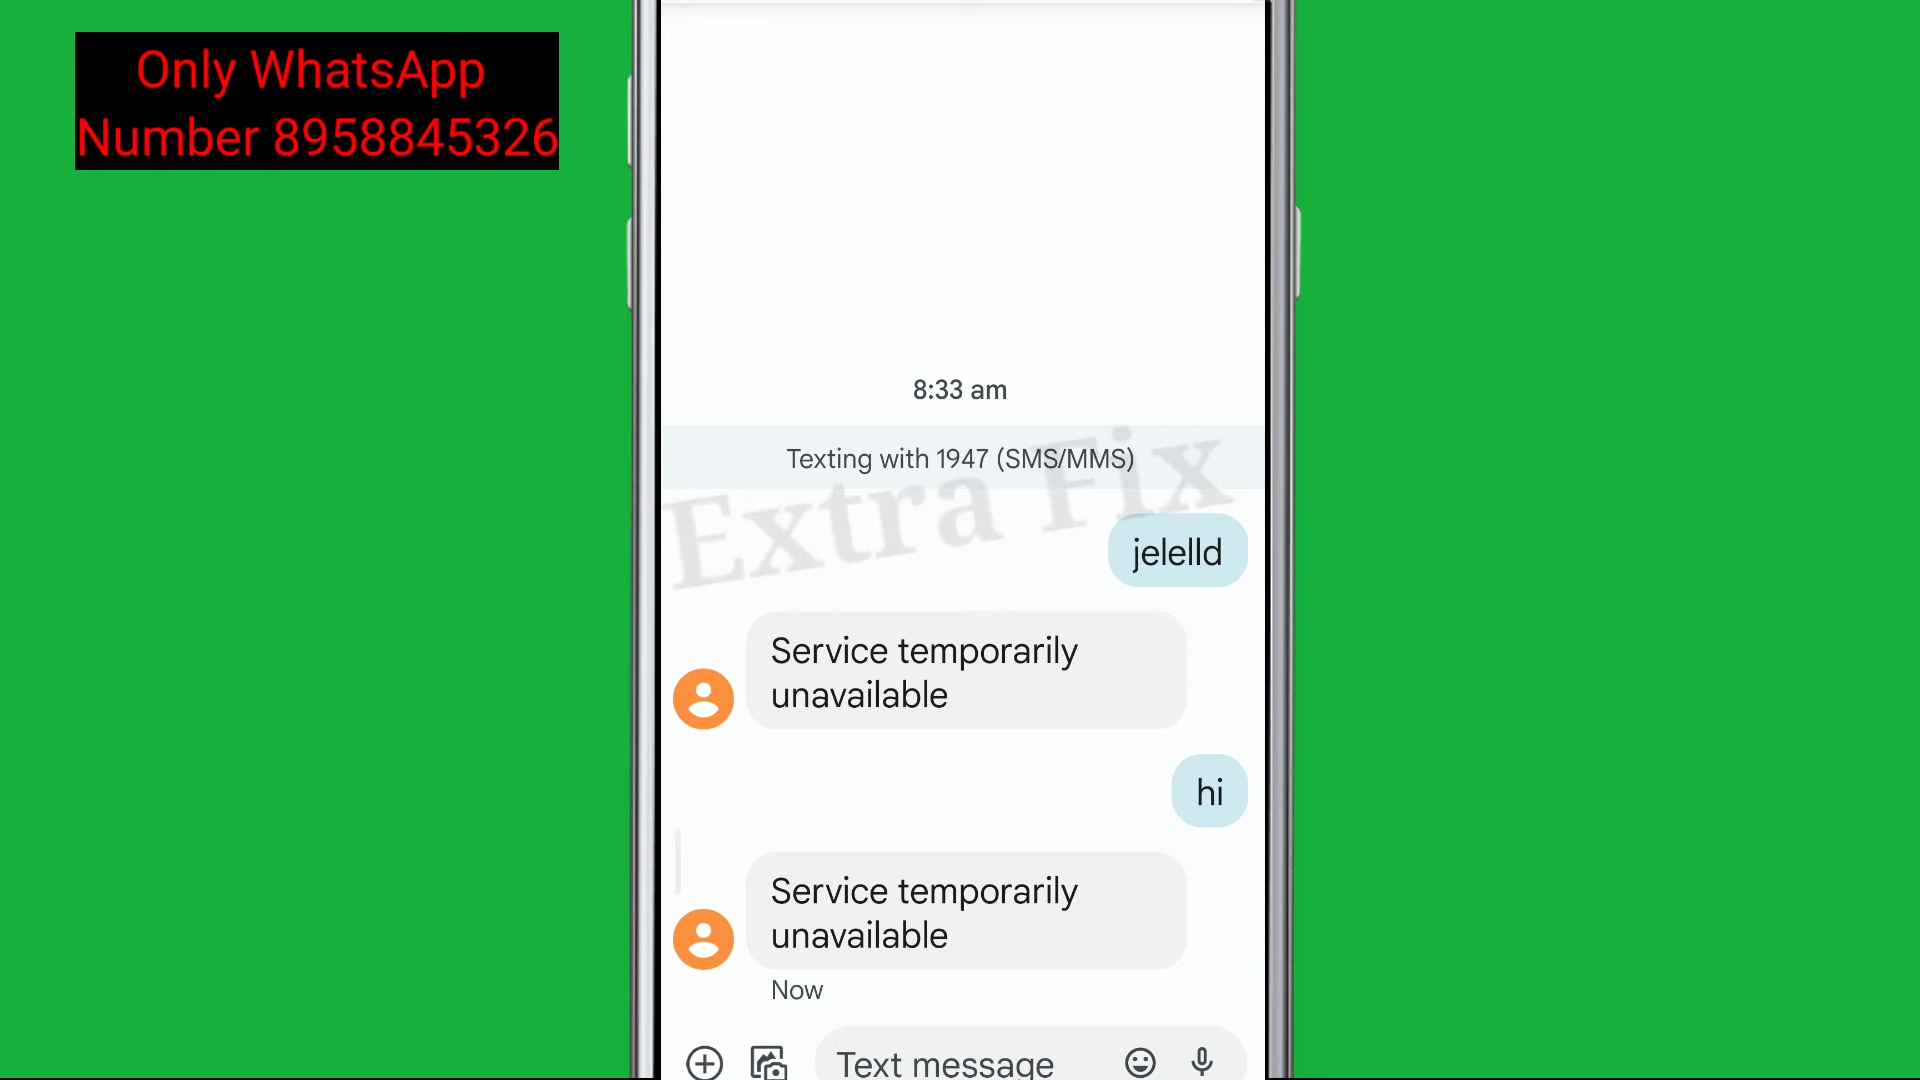 Only WhatsApp
Number 8958845326
8:33 am
Texting with 1947 (SMS/MMS)
Extra Fix
jelelld
Service temporarily
unavailable
hi
Service temporarily
unavailable
Now
Text message